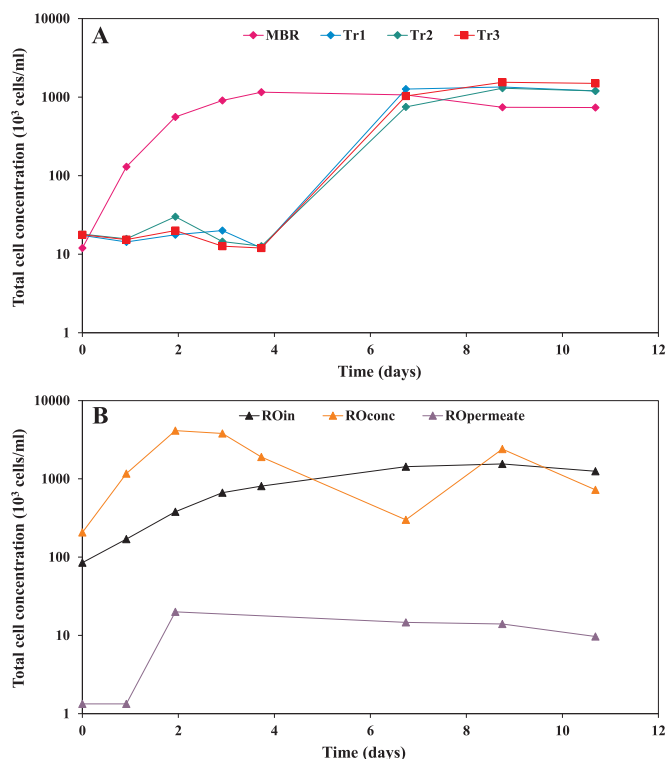 A
MBR Tr1 Tr2 Tr3
Total cell concentration (10³ cells/ml)
10000
1000
100
10
1
0 2 4 6 8 10 12
Time (days)
B
ROin ROconc ROpermeate
Total cell concentration (10³ cells/ml)
10000
1000
100
10
1
0 2 4 6 8 10 12
Time (days)